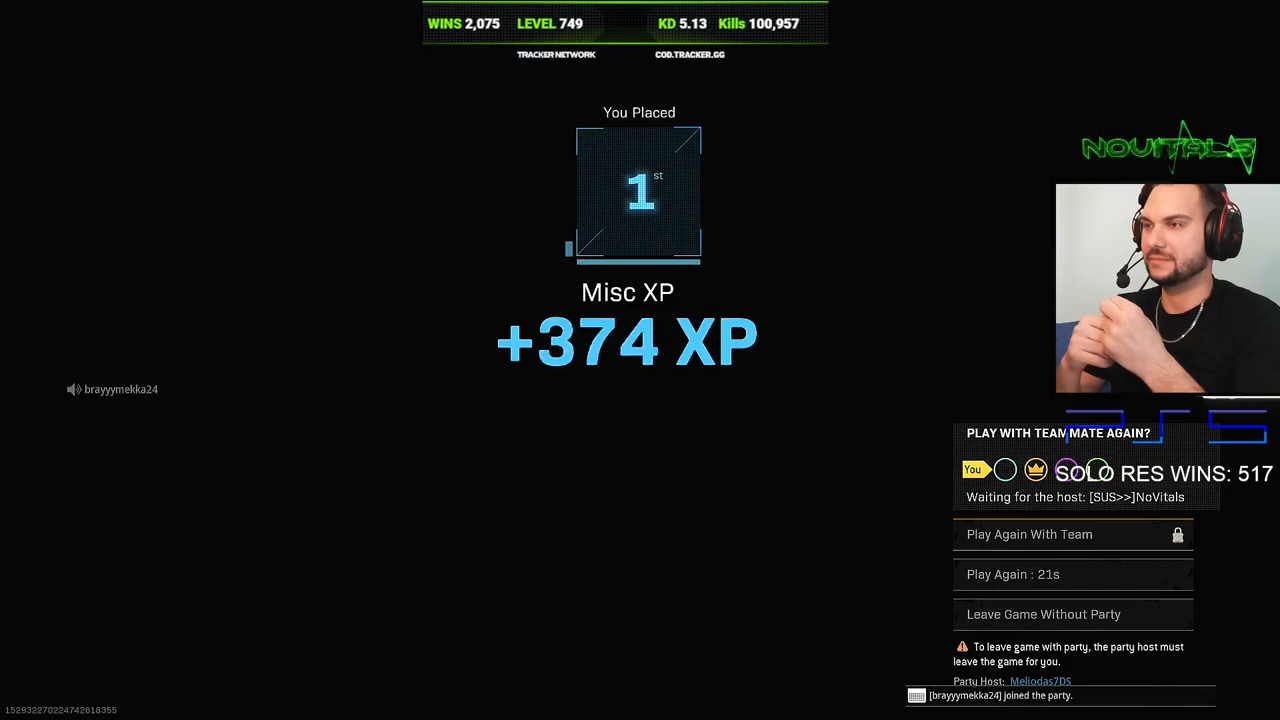 WINS 2,075 LEVEL 749 KD 5.13 Kills 100,957
TRACKER NETWORK COD.TRACKER.GG
You Placed
1st
Misc XP
+374 XP
NOVITALS
brayyymekka24
PLAY WITH TEAMMATE AGAIN?
You
SOLO RES WINS: 517
Waiting for the host: [SUS>>]NoVitals
Play Again With Team
Play Again : 21s
Leave Game Without Party
To leave game with party, the party host must
leave the game for you.
Party Host: Meliodas7DS
[brayyymekka24] joined the party.
152932270224742618355